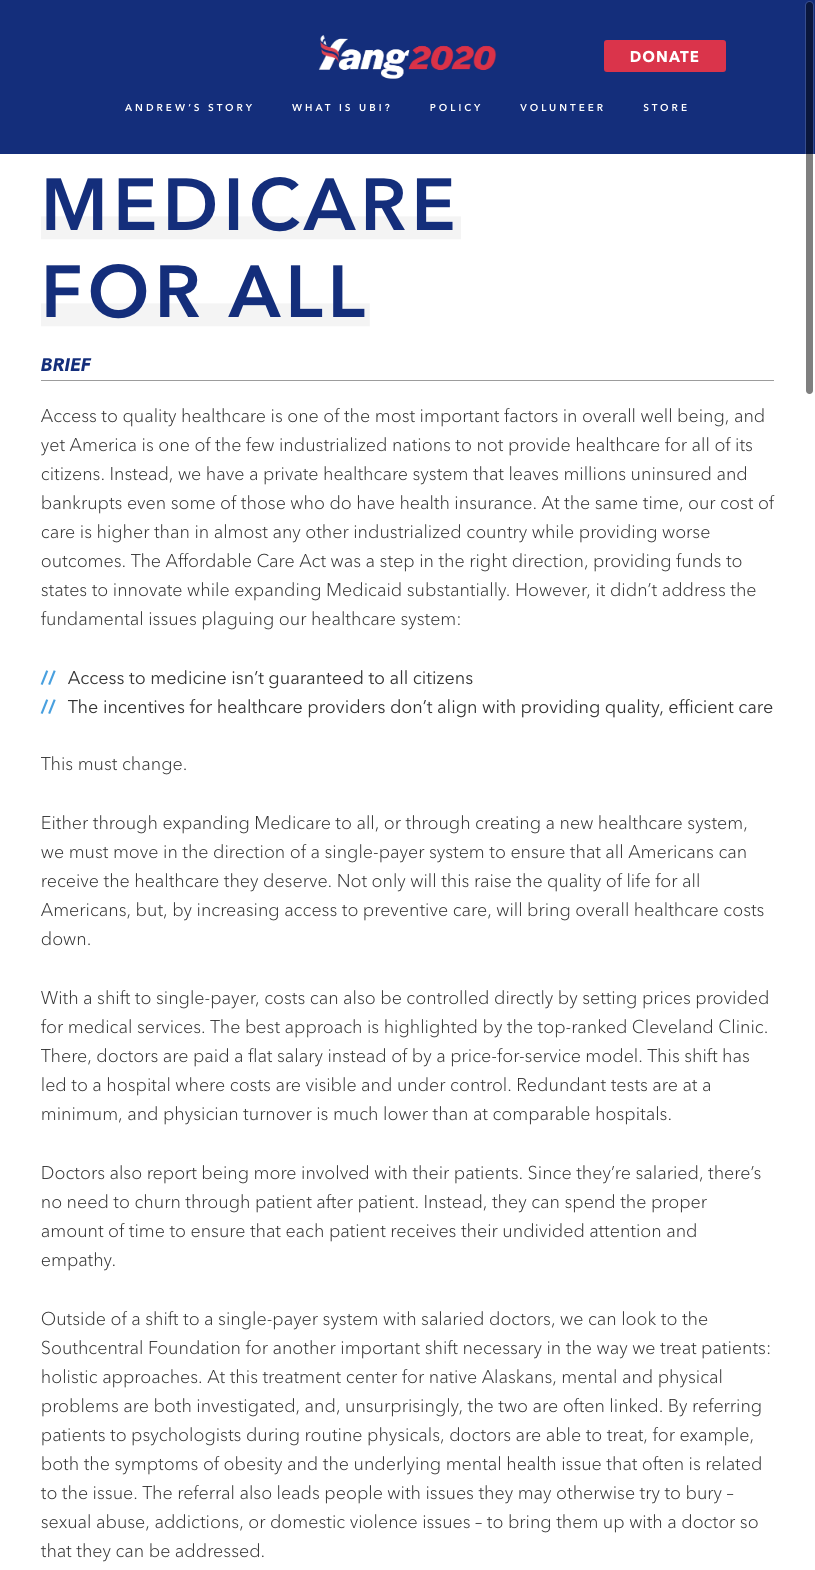 Yang2020
DONATE
ANDREW'S STORY WHAT IS UBI? POLICY VOLUNTEER STORE
MEDICARE
FOR ALL
BRIEF
Access to quality healthcare is one of the most important factors in overall well being, and
yet America is one of the few industrialized nations to not provide healthcare for all of its
citizens. Instead, we have a private healthcare system that leaves millions uninsured and
bankrupts even some of those who do have health insurance. At the same time, our cost of
care is higher than in almost any other industrialized country while providing worse
outcomes. The Affordable Care Act was a step in the right direction, providing funds to
states to innovate while expanding Medicaid substantially. However, it didn't address the
fundamental issues plaguing our healthcare system:
// Access to medicine isn't guaranteed to all citizens
// The incentives for healthcare providers don't align with providing quality, efficient care
This must change.
Either through expanding Medicare to all, or through creating a new healthcare system,
we must move in the direction of a single-payer system to ensure that all Americans can
receive the healthcare they deserve. Not only will this raise the quality of life for all
Americans, but, by increasing access to preventive care, will bring overall healthcare costs
down.
With a shift to single-payer, costs can also be controlled directly by setting prices provided
for medical services. The best approach is highlighted by the top-ranked Cleveland Clinic.
There, doctors are paid a flat salary instead of by a price-for-service model. This shift has
led to a hospital where costs are visible and under control. Redundant tests are at a
minimum, and physician turnover is much lower than at comparable hospitals.
Doctors also report being more involved with their patients. Since they're salaried, there's
no need to churn through patient after patient. Instead, they can spend the proper
amount of time to ensure that each patient receives their undivided attention and
empathy.
Outside of a shift to a single-payer system with salaried doctors, we can look to the
Southcentral Foundation for another important shift necessary in the way we treat patients:
holistic approaches. At this treatment center for native Alaskans, mental and physical
problems are both investigated, and, unsurprisingly, the two are often linked. By referring
patients to psychologists during routine physicals, doctors are able to treat, for example,
both the symptoms of obesity and the underlying mental health issue that often is related
to the issue. The referral also leads people with issues they may otherwise try to bury –
sexual abuse, addictions, or domestic violence issues – to bring them up with a doctor so
that they can be addressed.